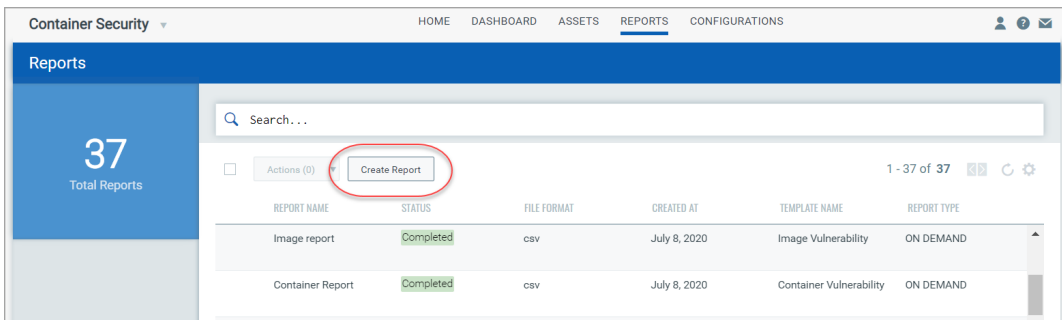 Container Security HOME DASHBOARD ASSETS REPORTS CONFIGURATIONS
Reports
37
Total Reports
Search...
Actions (0) Create Report 1 - 37 of 37
REPORT NAME STATUS FILE FORMAT CREATED AT TEMPLATE NAME REPORT TYPE
Image report Completed csv July 8, 2020 Image Vulnerability ON DEMAND
Container Report Completed csv July 8, 2020 Container Vulnerability ON DEMAND